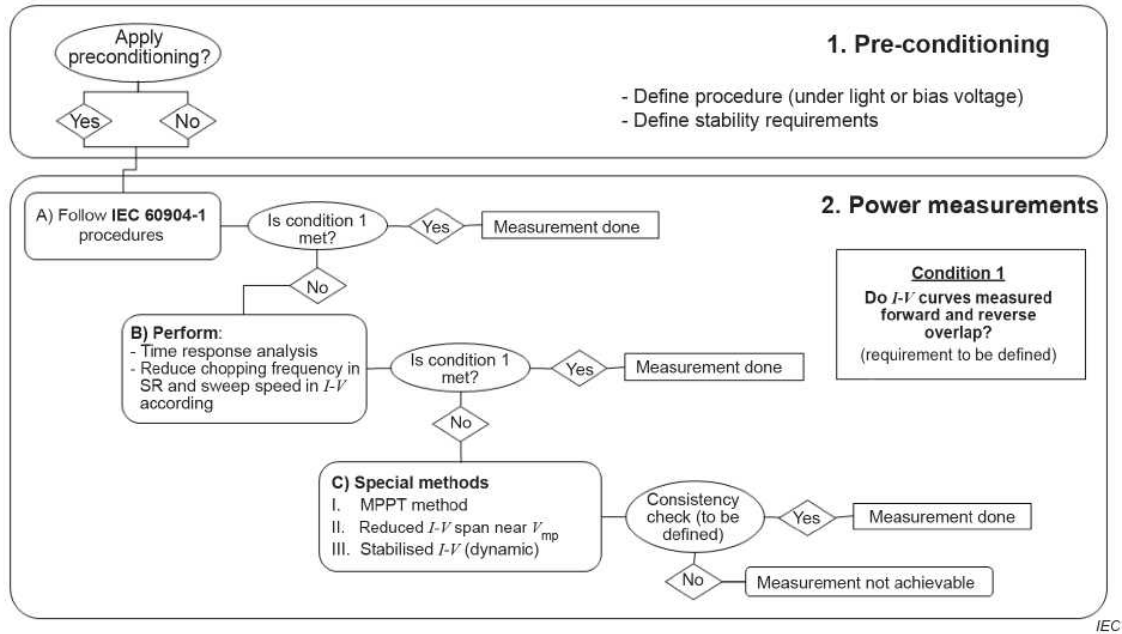 Apply
preconditioning?
Yes
No
1. Pre-conditioning
- Define procedure (under light or bias voltage)
- Define stability requirements
2. Power measurements
A) Follow IEC 60904-1
procedures
Is condition 1
met?
Yes
Measurement done
No
Condition 1
Do I-V curves measured
forward and reverse
overlap?
(requirement to be defined)
B) Perform:
- Time response analysis
- Reduce chopping frequency in
SR and sweep speed in I-V
according
Is condition 1
met?
Yes
Measurement done
No
C) Special methods
I. MPPT method
II. Reduced I-V span near Vmp
III. Stabilised I-V (dynamic)
Consistency
check (to be
defined)
Yes
Measurement done
No
Measurement not achievable
IEC